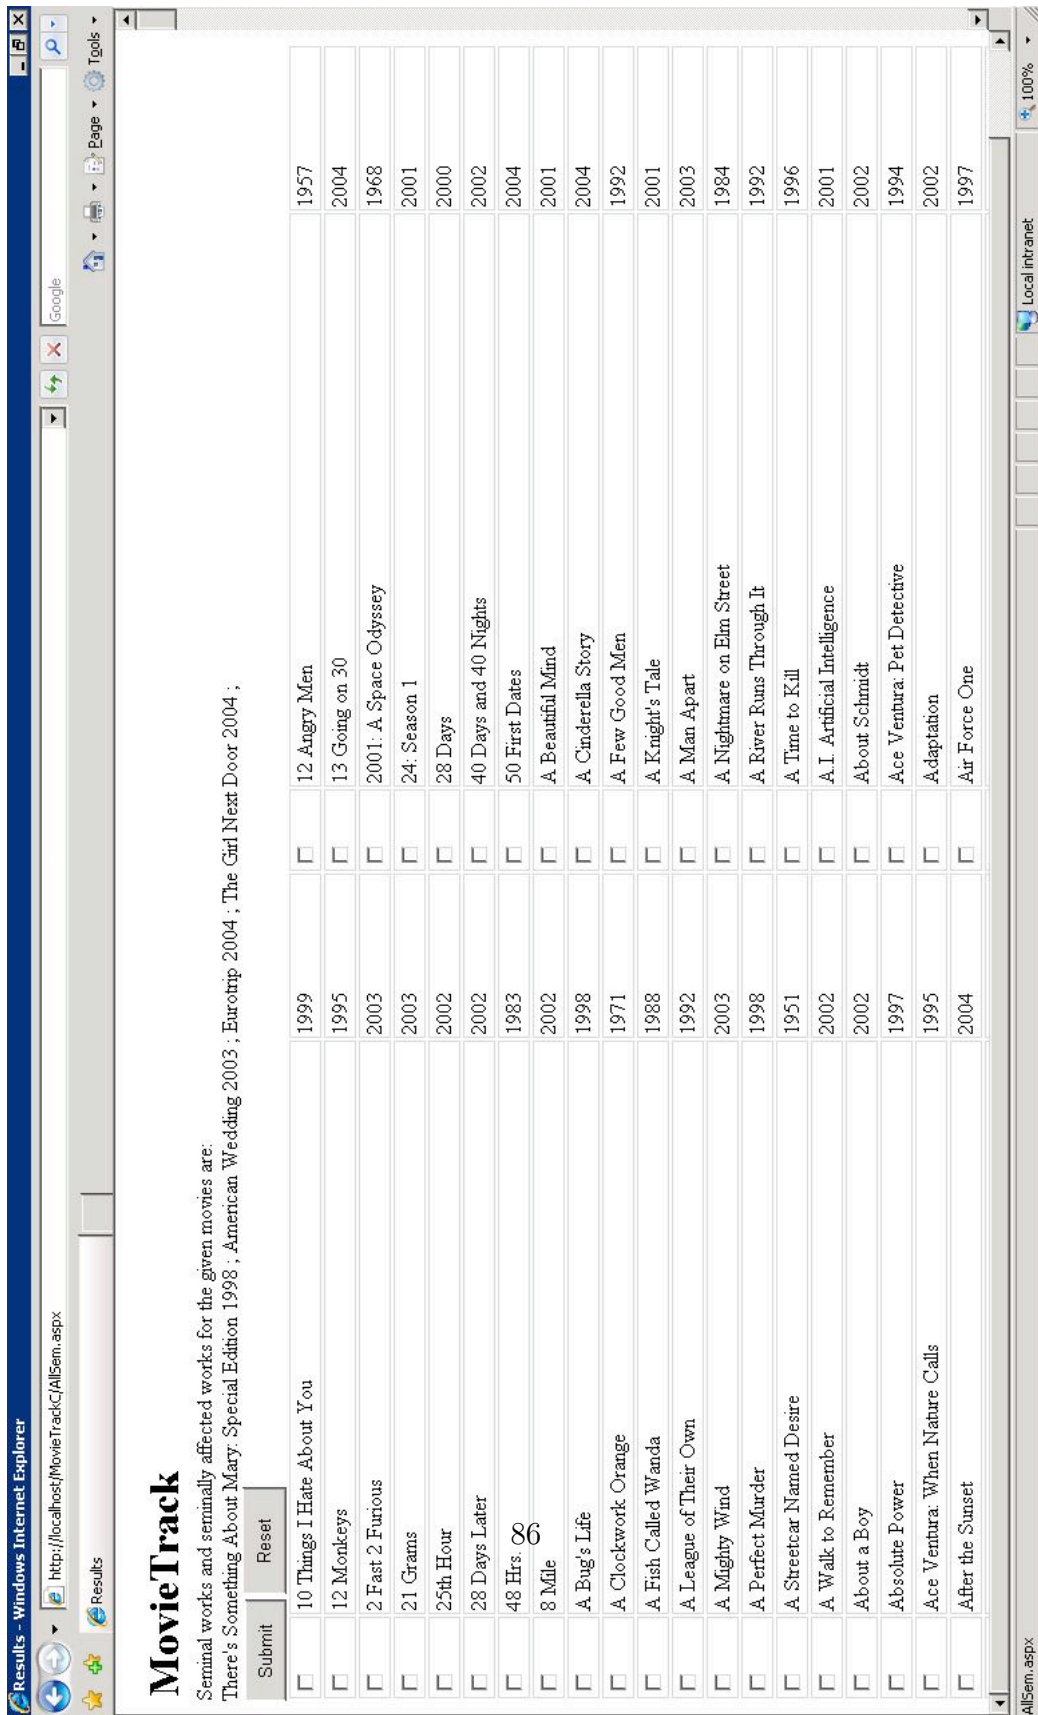 Results - Windows Internet Explorer
http://localhost/MovieTrackC/AllSem.aspx
Google
Results
Page
Tools
MovieTrack
Seminal works and seminally affected works for the given movies are:
There's Something About Mary: Special Edition 1998 ; American Wedding 2003 ; Eurotrip 2004 ; The Girl Next Door 2004 ;
Submit Reset
10 Things I Hate About You 1999 12 Angry Men 1957
12 Monkeys 1995 13 Going on 30 2004
2 Fast 2 Furious 2003 2001: A Space Odyssey 1968
21 Grams 2003 24: Season 1 2001
25th Hour 2002 28 Days 2000
28 Days Later 2002 40 Days and 40 Nights 2002
48 Hrs. 1983 50 First Dates 2004
8 Mile 2002 A Beautiful Mind 2001
A Bug's Life 1998 A Cinderella Story 2004
A Clockwork Orange 1971 A Few Good Men 1992
A Fish Called Wanda 1988 A Knight's Tale 2001
A League of Their Own 1992 A Man Apart 2003
A Mighty Wind 2003 A Nightmare on Elm Street 1984
A Perfect Murder 1998 A River Runs Through It 1992
A Streetcar Named Desire 1951 A Time to Kill 1996
A Walk to Remember 2002 A.I. Artificial Intelligence 2001
About a Boy 2002 About Schmidt 2002
Absolute Power 1997 Ace Ventura: Pet Detective 1994
Ace Ventura: When Nature Calls 1995 Adaptation 2002
After the Sunset 2004 Air Force One 1997
AllSem.aspx Local intranet 100%
86